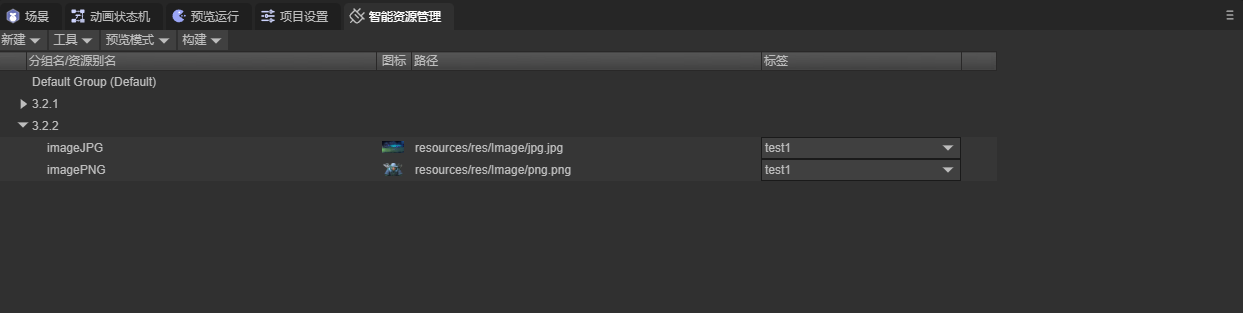 场景 动画状态机 预览运行 项目设置 智能资源管理
新建 工具 预览模式 构建
分组名/资源别名 图标 路径 标签
Default Group (Default)
3.2.1
3.2.2
imageJPG resources/res/Image/jpg.jpg test1
imagePNG resources/res/Image/png.png test1